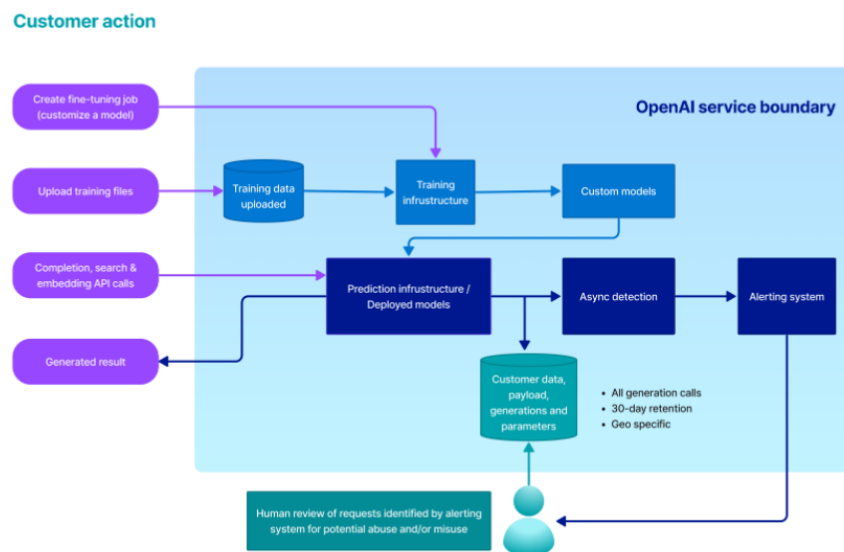 Customer action
Create fine-tuning job
(customize a model)
OpenAI service boundary
Upload training files
Training data
uploaded
Training
infrustructure
Custom models
Completion, search &
embedding API calls
Prediction infrustructure /
Deployed models
Async detection
Alerting system
Generated result
Customer data,
payload,
generations and
parameters
• All generation calls
• 30-day retention
• Geo specific
Human review of requests identified by alerting
system for potential abuse and/or misuse